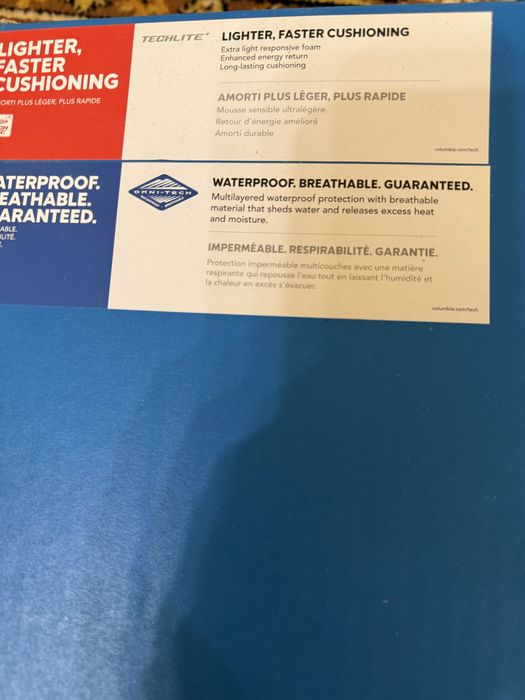 LIGHTER,
FASTER
CUSHIONING
PLUS LÉGER, PLUS RAPIDE
TECHLITE+
LIGHTER, FASTER CUSHIONING
Extra light responsive foam
Enhanced energy return
Long-lasting cushioning
AMORTI PLUS LÉGER, PLUS RAPIDE
Mousse sensible ultralégère
Retour d'énergie amélioré
Amorti durable
columbia.com/tech
ATERPROOF.
EATHABLE.
ARANTEED.
ABLE.
LITÉ.
OMNI-TECH
WATERPROOF. BREATHABLE. GUARANTEED.
Multilayered waterproof protection with breathable
material that sheds water and releases excess heat
and moisture.
IMPERMÉABLE. RESPIRABILITÉ. GARANTIE.
Protection imperméable multicouches avec une matière
respirante qui repousse l'eau tout en laissant l'humidité et
la chaleur en excès s'évacuer.
columbia.com/tech